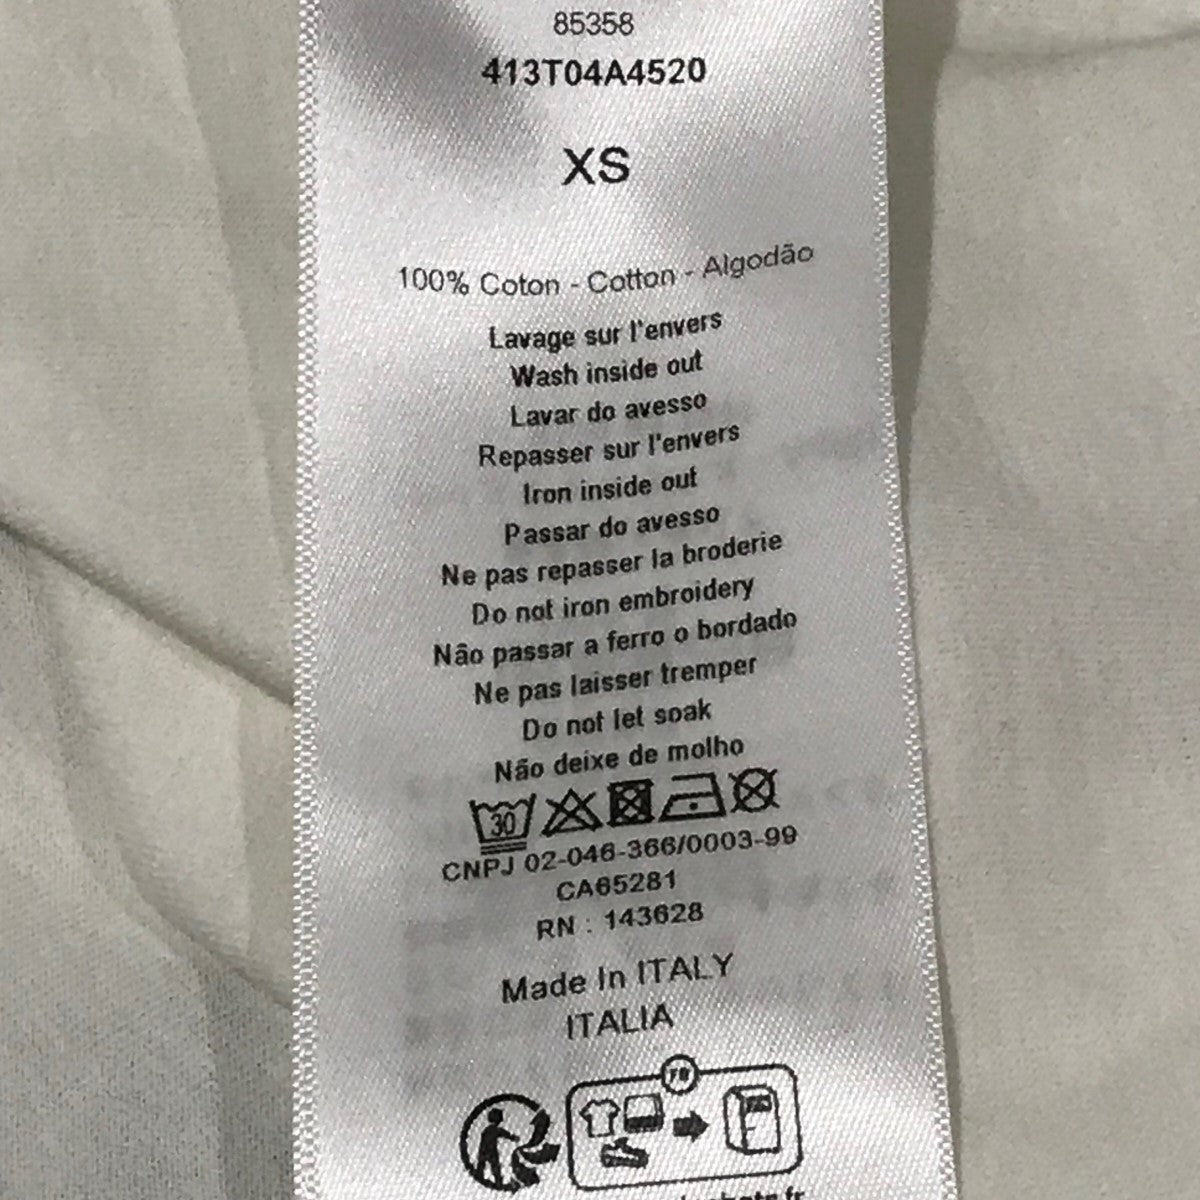 85358
413T04A4520
XS
100% Coton - Cotton - Algodão
Lavage sur l'envers
Wash inside out
Lavar do avesso
Repasser sur l'envers
Iron inside out
Passar do avesso
Ne pas repasser la broderie
Do not iron embroidery
Não passar a ferro o bordado
Ne pas laisser tremper
Do not let soak
Não deixe de molho
30
CNPJ 02-046-366/0003-99
CA65281
RN : 143628
Made In ITALY
ITALIA
FR